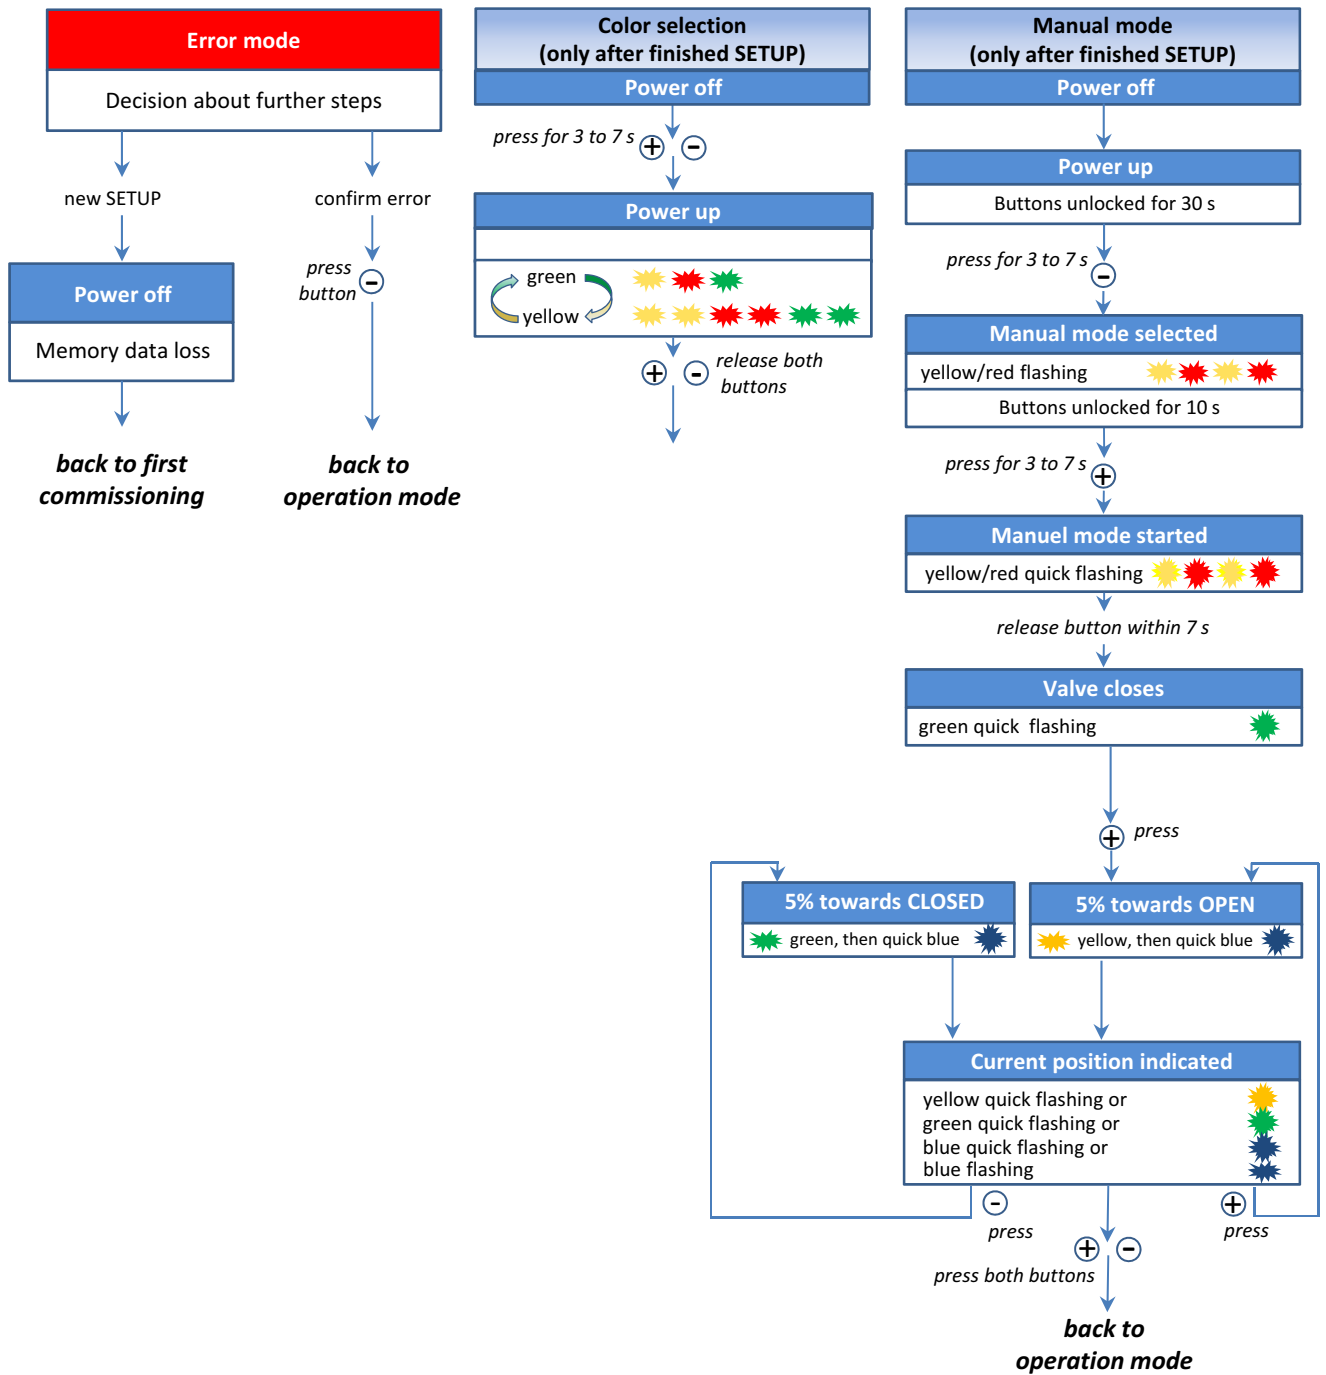 Error mode
Decision about further steps
new SETUP
confirm error
press
button
-
Power off
Memory data loss
back to first
commissioning
back to
operation mode
Color selection
(only after finished SETUP)
Power off
press for 3 to 7 s
+ -
Power up
green
yellow
+ -
release both
buttons
Manual mode
(only after finished SETUP)
Power off
Power up
Buttons unlocked for 30 s
press for 3 to 7 s
-
Manual mode selected
yellow/red flashing
Buttons unlocked for 10 s
press for 3 to 7 s
+
Manuel mode started
yellow/red quick flashing
release button within 7 s
Valve closes
green quick flashing
+ press
5% towards CLOSED
green, then quick blue
5% towards OPEN
yellow, then quick blue
Current position indicated
yellow quick flashing or
green quick flashing or
blue quick flashing or
blue flashing
-
press
+
press
+ -
press both buttons
back to
operation mode